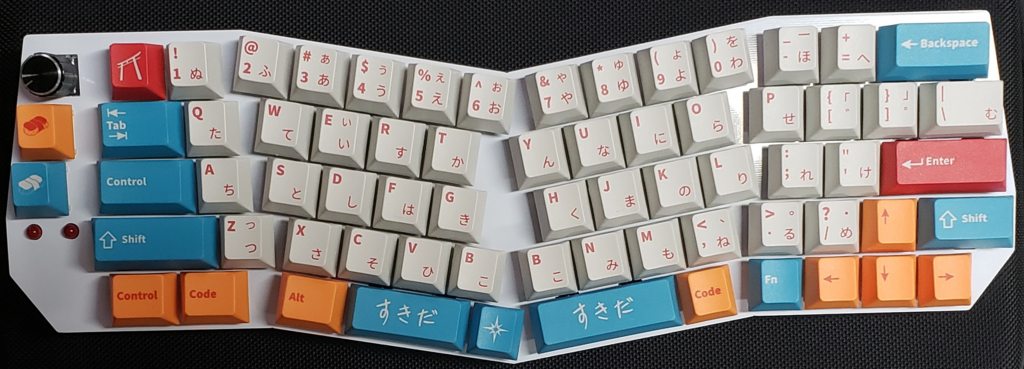 ! 1 ぬ @ 2 ふ # ぁ 3 あ $ ぅ 4 う % ぇ 5 え ^ ぉ 6 お & ゃ 7 や * ゅ 8 ゆ ( ょ 9 よ ) を 0 わ — - ほ + = へ ← Backspace
Tab Q た W て E ぃ い R す T か Y ん U な I に O ら P せ { 「 [ ゜ } 」 ] | \ む
Control A ち S と D し F は G き H く J ま K の L り : ; れ " ' け Enter
Shift Z っ つ X さ C そ V ひ B こ B こ N み M も < 、 , ね > 。 . る ? ・ / め ↑ Shift
Control Code Alt すきだ すきだ Code Fn ← ↓ →